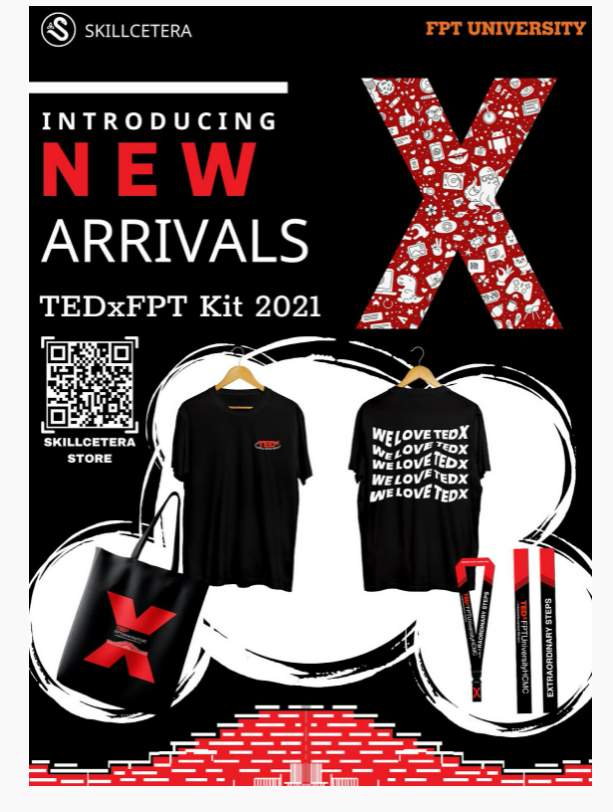 SKILLCETERA
FPT UNIVERSITY
INTRODUCING
NEW
ARRIVALS
TEDxFPT Kit 2021
SKILLCETERA
STORE
TEDx
WE LOVE TEDX
WE LOVE TEDX
WE LOVE TEDX
WE LOVE TEDX
WE LOVE TEDX
EXTRAORDINARY STEPS
TEDxFPTUniversityHCMC
EXTRAORDINARY STEPS